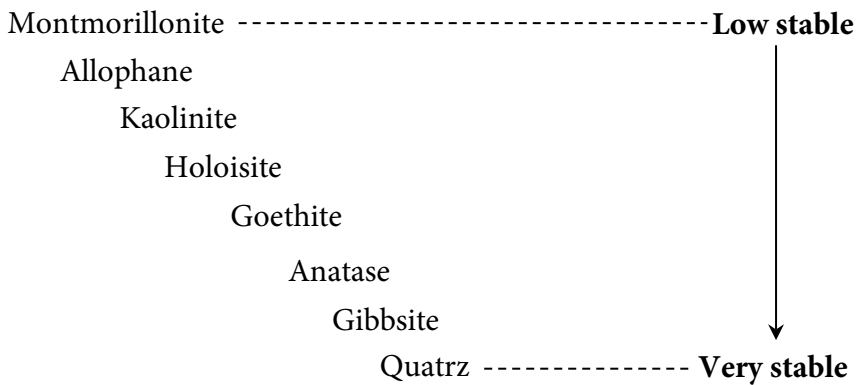 Montmorillonite ----------------------------------- Low stable
Allophane
Kaolinite
Holoisite
Goethite
Anatase
Gibbsite
Quatrz --------------- Very stable